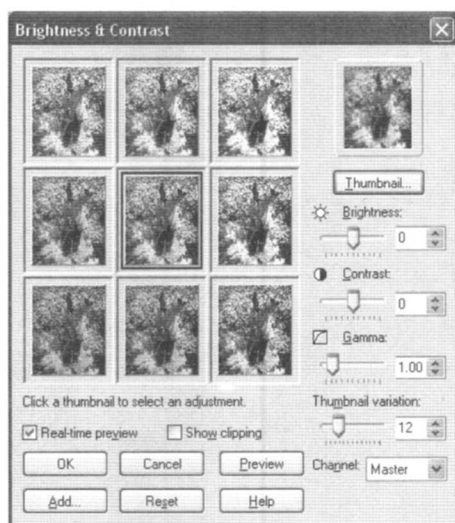 Brightness & Contrast
Thumbnail...
Brightness:
0
Contrast:
0
Gamma:
1.00
Click a thumbnail to select an adjustment.
Thumbnail variation:
12
Real-time preview
Show clipping
OK
Cancel
Preview
Channel:
Master
Add...
Reset
Help